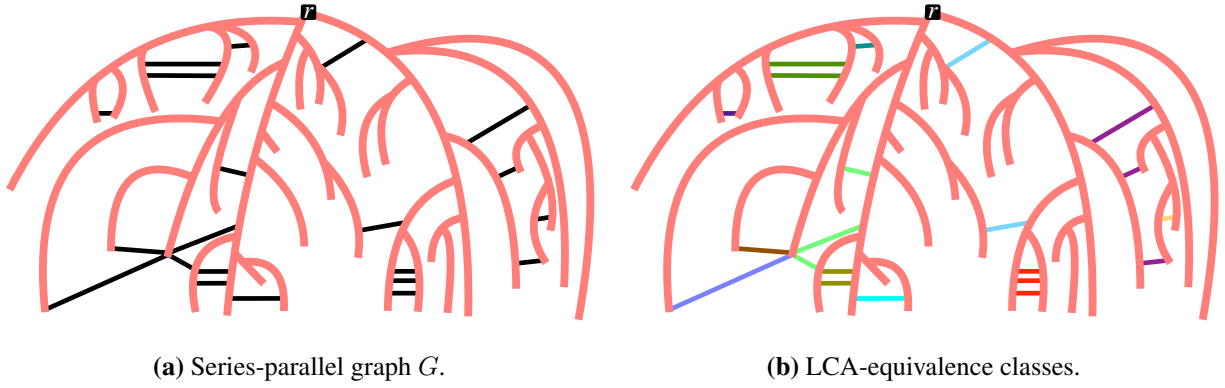 r
r
(a) Series-parallel graph G.
(b) LCA-equivalence classes.